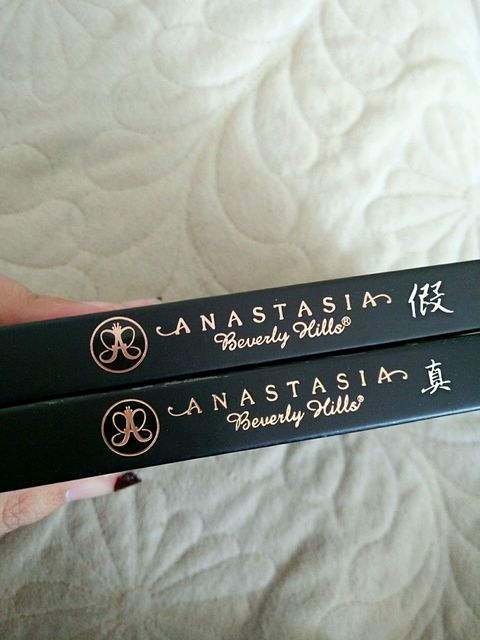 ANASTASIA 假
Beverly Hills®
ANASTASIA 真
Beverly Hills®